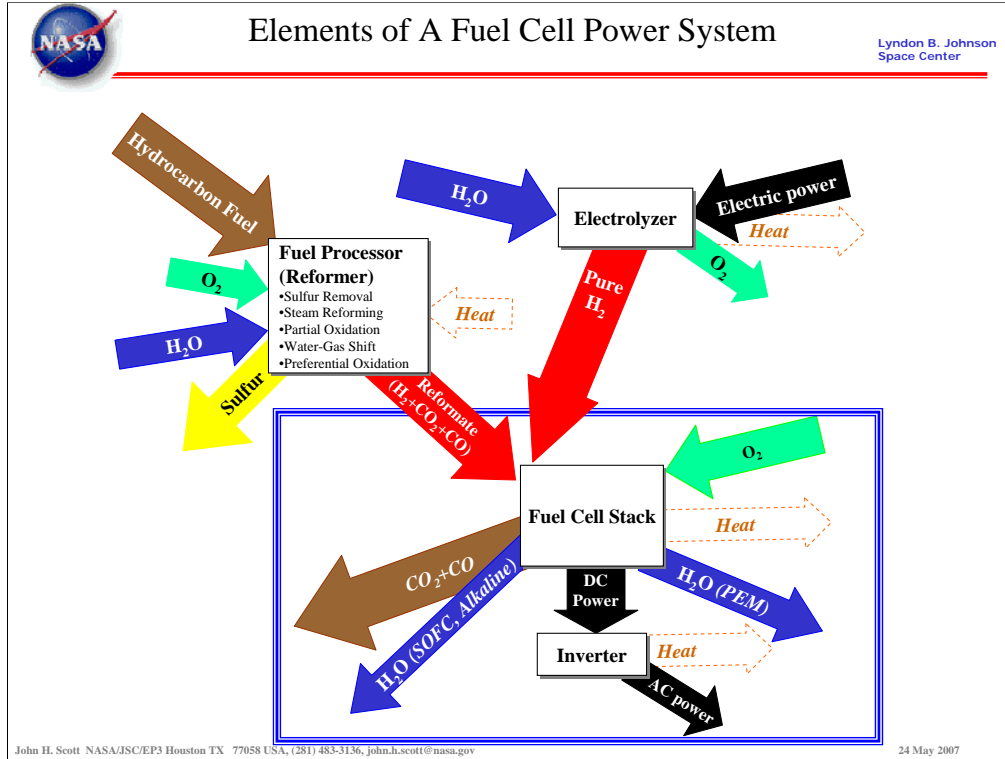 NASA
Elements of A Fuel Cell Power System
Lyndon B. Johnson
Space Center
Hydrocarbon Fuel
H₂O
Electrolyzer
Electric power
Heat
O₂
Fuel Processor
(Reformer)
•Sulfur Removal
•Steam Reforming
•Partial Oxidation
•Water-Gas Shift
•Preferential Oxidation
O₂
H₂O
Heat
Pure
H₂
Sulfur
Reformate
(H₂+CO₂+CO)
O₂
Fuel Cell Stack
Heat
CO₂+CO
H₂O (SOFC, Alkaline)
DC
Power
H₂O (PEM)
Inverter
Heat
AC power
John H. Scott NASA/JSC/EP3 Houston TX 77058 USA, (281) 483-3136, john.h.scott@nasa.gov
24 May 2007